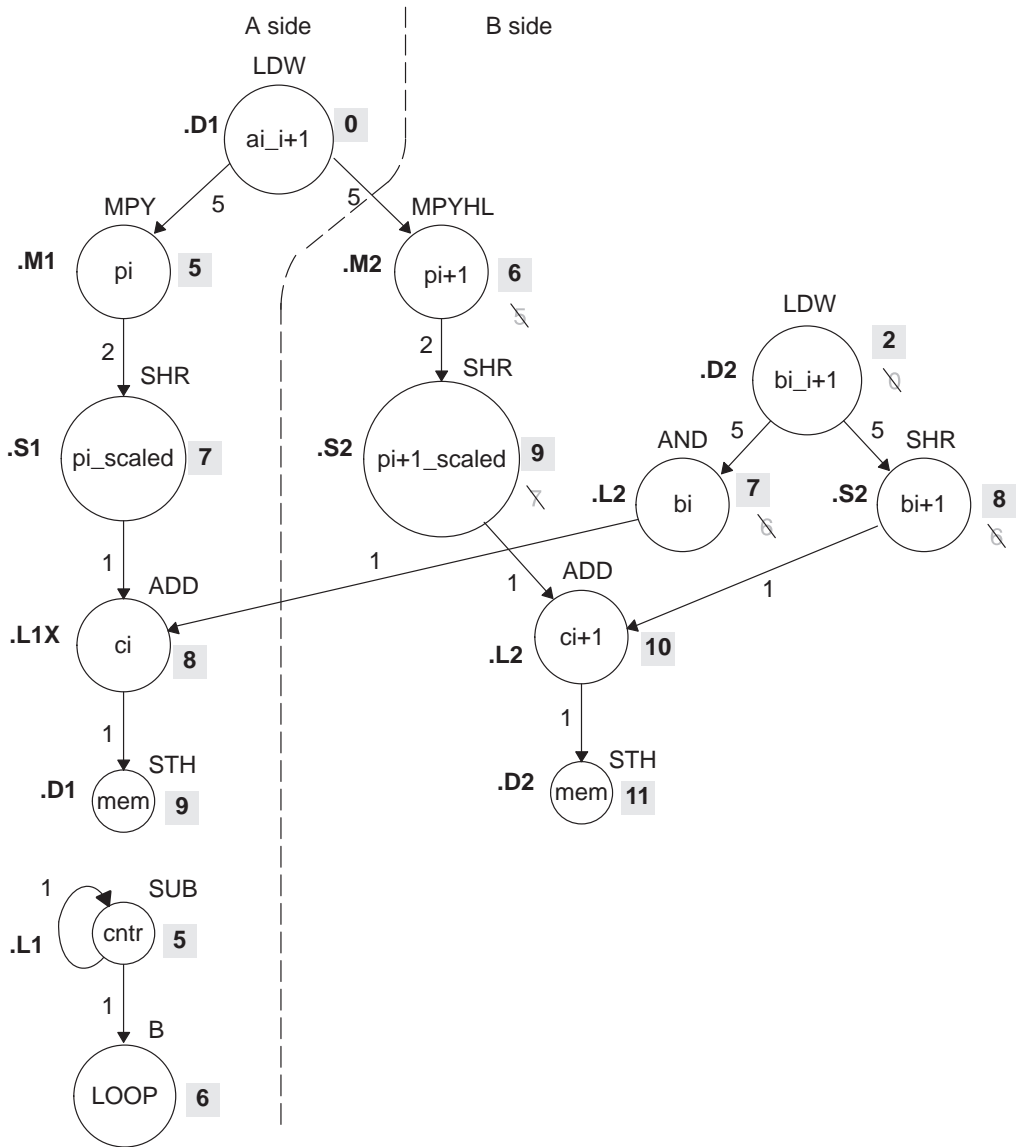 A side
B side
LDW
.D1
ai_i+1
0
5
5
MPY
MPYHL
.M1
pi
5
.M2
pi+1
6
5
LDW
2
2
2
.D2
bi_i+1
0
SHR
SHR
5
5
AND
SHR
.S1
pi_scaled
7
.S2
pi+1_scaled
9
7
.L2
bi
7
6
.S2
bi+1
8
6
1
1
1
1
ADD
ADD
.L1X
ci
8
.L2
ci+1
10
1
1
STH
STH
.D1
mem
9
.D2
mem
11
1
SUB
.L1
cntr
5
1
B
LOOP
6